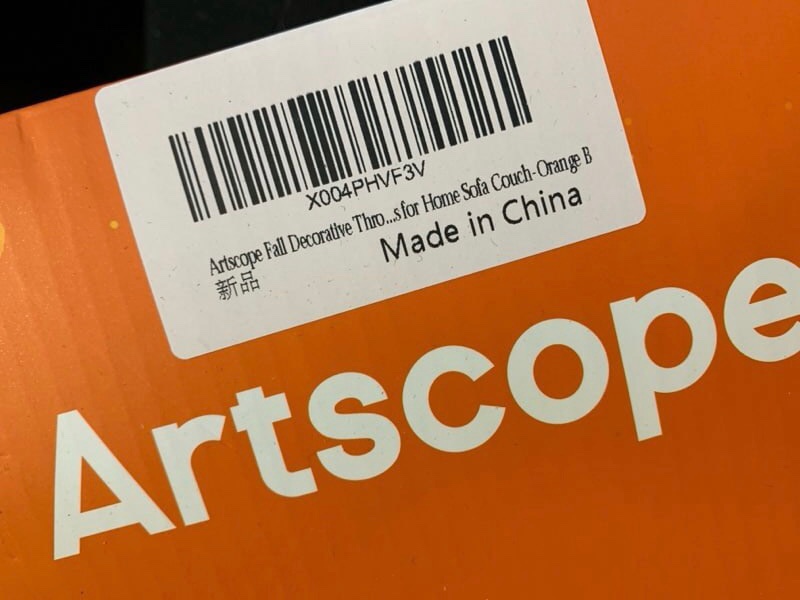 X004PHVF3V
Artscope Fall Decorative Thro...s for Home Sofa Couch-Orange B
新品
Made in China
Artscope